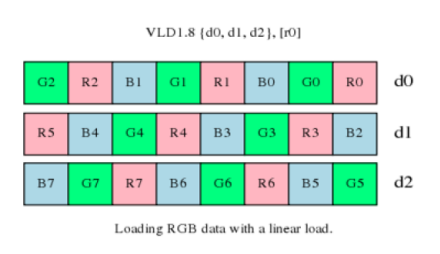 VLD1.8 {d0, d1, d2}, [r0]
G2 R2 B1 G1 R1 B0 G0 R0 d0
R5 B4 G4 R4 B3 G3 R3 B2 d1
B7 G7 R7 B6 G6 R6 B5 G5 d2
Loading RGB data with a linear load.